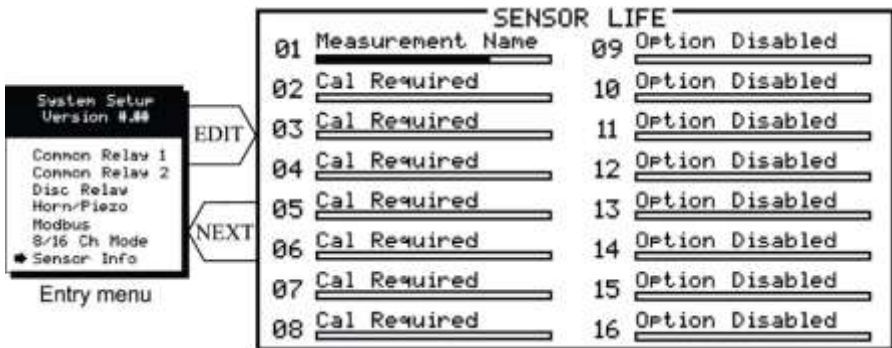 SENSOR LIFE
01 Measurement Name
02 Cal Required
03 Cal Required
04 Cal Required
05 Cal Required
06 Cal Required
07 Cal Required
08 Cal Required
09 Option Disabled
10 Option Disabled
11 Option Disabled
12 Option Disabled
13 Option Disabled
14 Option Disabled
15 Option Disabled
16 Option Disabled
System Setup
Version #.##
Common Relay 1
Common Relay 2
Disc Relay
Horn/Piezo
Modbus
8/16 Ch Mode
Sensor Info
Entry menu
EDIT
NEXT